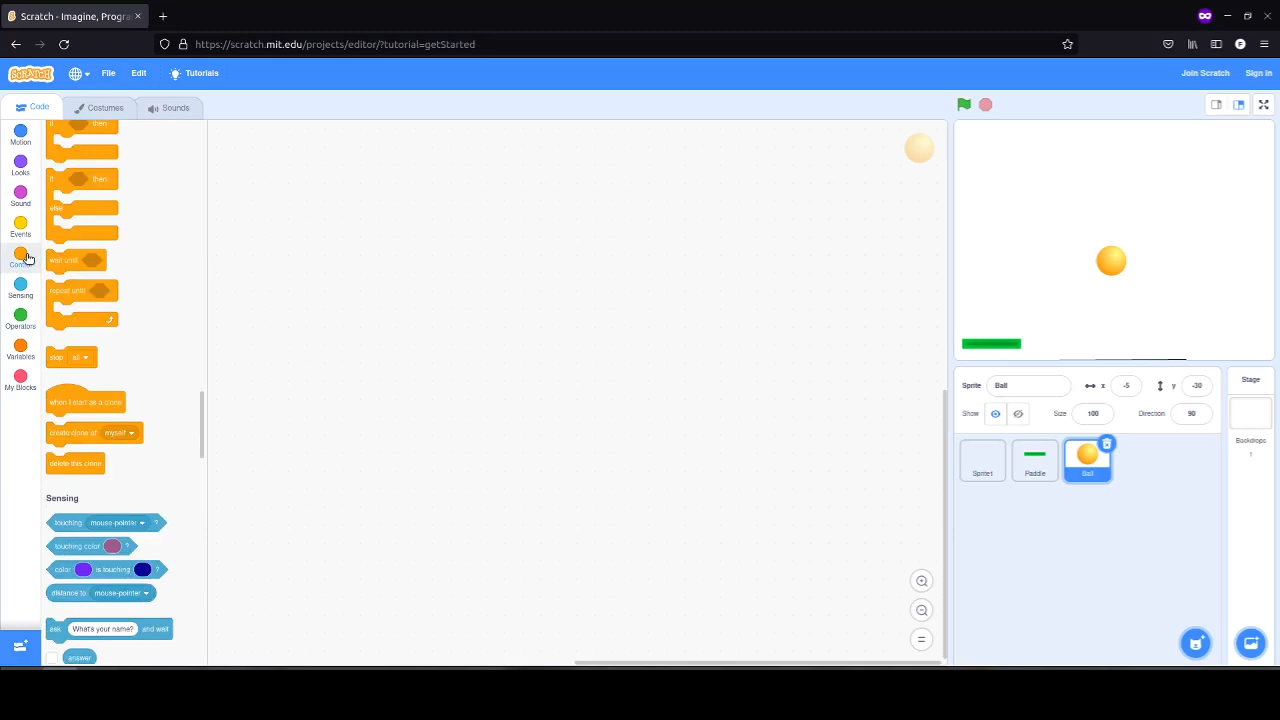 Scratch - Imagine, Progra
https://scratch.mit.edu/projects/editor/?tutorial=getStarted
SCRATCH File Edit Tutorials Join Scratch Sign in
Code Costumes Sounds
Motion
Looks
Sound
Events
Control
Sensing
Operators
Variables
My Blocks
if then
if then
else
wait until
repeat until
stop all
when I start as a clone
create clone of myself
delete this clone
Sensing
touching mouse-pointer ?
touching color ?
color is touching ?
distance to mouse-pointer
ask What's your name? and wait
answer
Sprite Ball x -5 y -30
Show Size 100 Direction 90
Sprite1 Paddle Ball
Stage
Backdrops
1